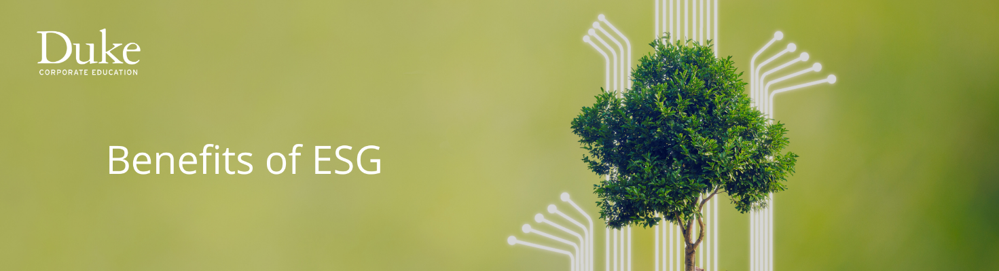 Duke
CORPORATE EDUCATION
Benefits of ESG